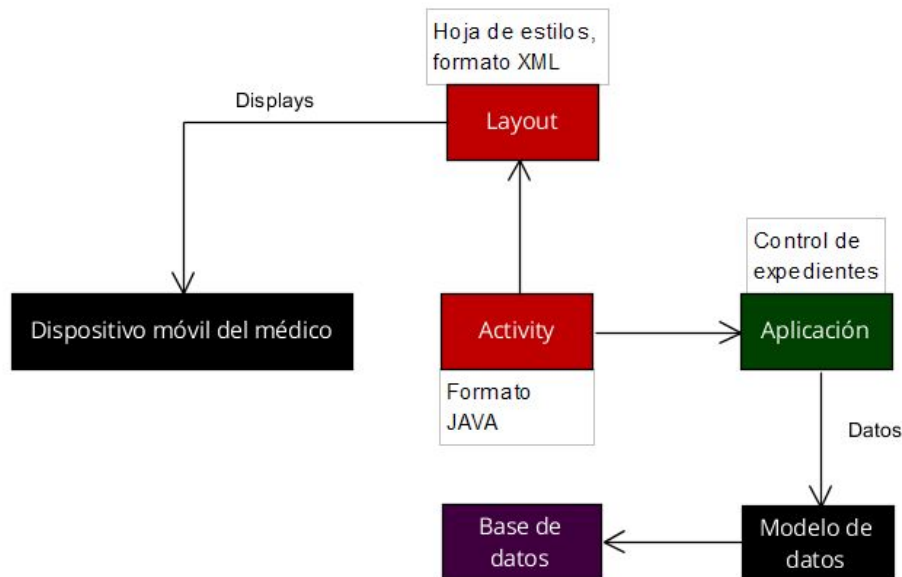 Hoja de estilos,
formato XML
Displays
Layout
Control de
expedientes
Dispositivo móvil del médico
Activity
Aplicación
Formato
JAVA
Datos
Base de
datos
Modelo de
datos